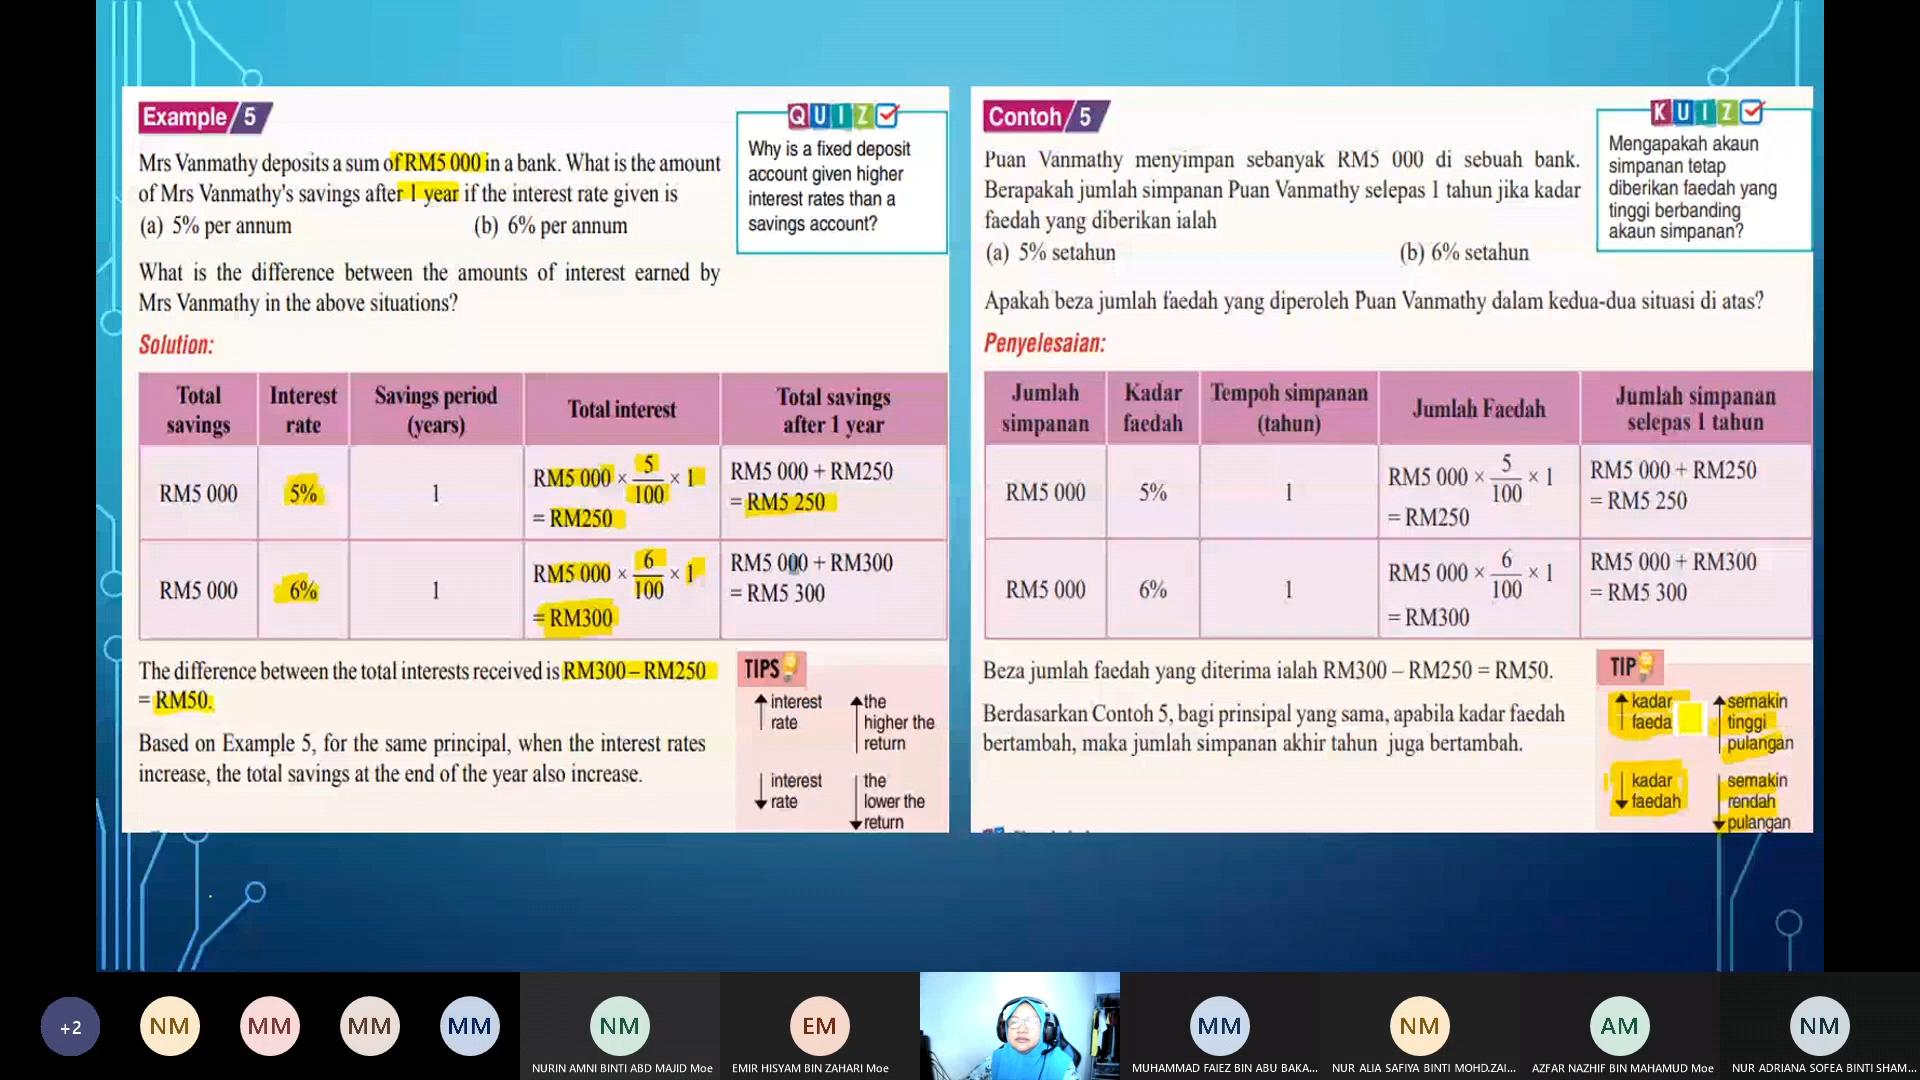 Example 5
QUIZ
Mrs Vanmathy deposits a sum of RM5 000 in a bank. What is the amount
of Mrs Vanmathy's savings after 1 year if the interest rate given is
(a) 5% per annum (b) 6% per annum
What is the difference between the amounts of interest earned by
Mrs Vanmathy in the above situations?
Why is a fixed deposit
account given higher
interest rates than a
savings account?
Solution:
Total savings | Interest rate | Savings period (years) | Total interest | Total savings after 1 year
RM5 000 | 5% | 1 | RM5 000 × 5/100 × 1 = RM250 | RM5 000 + RM250 = RM5 250
RM5 000 | 6% | 1 | RM5 000 × 6/100 × 1 = RM300 | RM5 000 + RM300 = RM5 300
The difference between the total interests received is RM300 – RM250
= RM50.
Based on Example 5, for the same principal, when the interest rates
increase, the total savings at the end of the year also increase.
TIPS
interest
rate
the
higher the
return
interest
rate
the
lower the
return
Contoh 5
KUIZ
Puan Vanmathy menyimpan sebanyak RM5 000 di sebuah bank.
Berapakah jumlah simpanan Puan Vanmathy selepas 1 tahun jika kadar
faedah yang diberikan ialah
(a) 5% setahun (b) 6% setahun
Apakah beza jumlah faedah yang diperoleh Puan Vanmathy dalam kedua-dua situasi di atas?
Mengapakah akaun
simpanan tetap
diberikan faedah yang
tinggi berbanding
akaun simpanan?
Penyelesaian:
Jumlah simpanan | Kadar faedah | Tempoh simpanan (tahun) | Jumlah Faedah | Jumlah simpanan selepas 1 tahun
RM5 000 | 5% | 1 | RM5 000 × 5/100 × 1 = RM250 | RM5 000 + RM250 = RM5 250
RM5 000 | 6% | 1 | RM5 000 × 6/100 × 1 = RM300 | RM5 000 + RM300 = RM5 300
Beza jumlah faedah yang diterima ialah RM300 – RM250 = RM50.
Berdasarkan Contoh 5, bagi prinsipal yang sama, apabila kadar faedah
bertambah, maka jumlah simpanan akhir tahun juga bertambah.
TIP
kadar
faeda
semakin
tinggi
pulangan
kadar
faedah
semakin
rendah
pulangan
+2
NM
MM
MM
MM
NM
EM
MM
NM
AM
NM
NURIN AMNI BINTI ABD MAJID Moe
EMIR HISYAM BIN ZAHARI Moe
MUHAMMAD FAIEZ BIN ABU BAKA...
NUR ALIA SAFIYA BINTI MOHD.ZAI...
AZFAR NAZHIF BIN MAHAMUD Moe
NUR ADRIANA SOFEA BINTI SHAM...